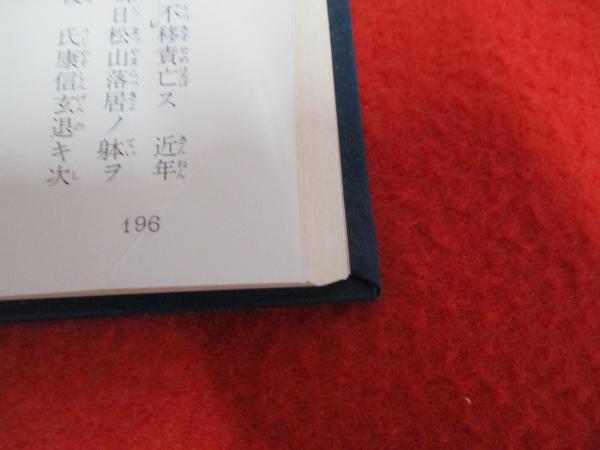 不移責亡ス 近年
日松山落居ノ躰ヲ
氏康信玄退キ次
196